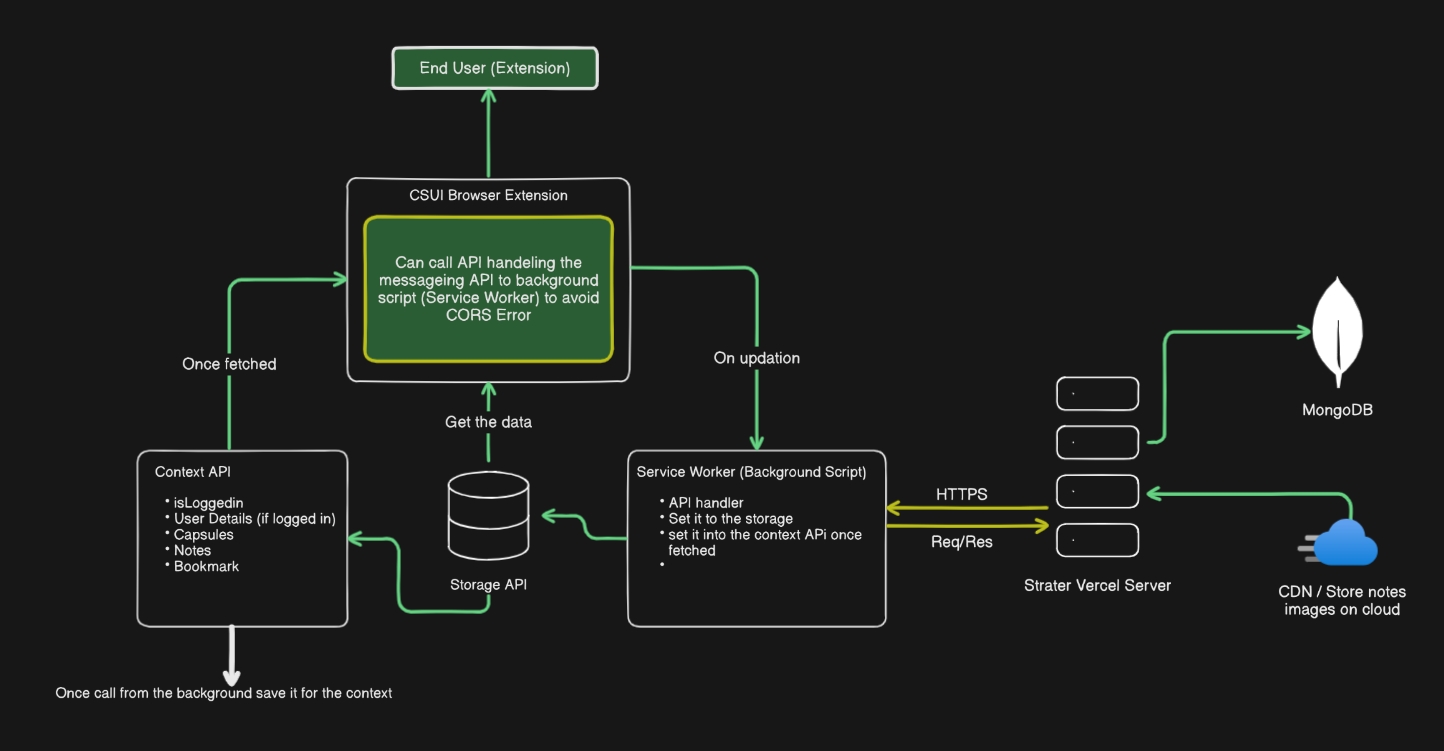 End User (Extension)
CSUI Browser Extension
Can call API handeling the
messageing API to background
script (Service Worker) to avoid
CORS Error
Once fetched
On updation
Get the data
MongoDB
Context API
• isLoggedin
• User Details (if logged in)
• Capsules
• Notes
• Bookmark
Storage API
Service Worker (Background Script)
• API handler
• Set it to the storage
• set it into the context APi once
fetched
•
HTTPS
Req/Res
Strater Vercel Server
CDN / Store notes
images on cloud
Once call from the background save it for the context